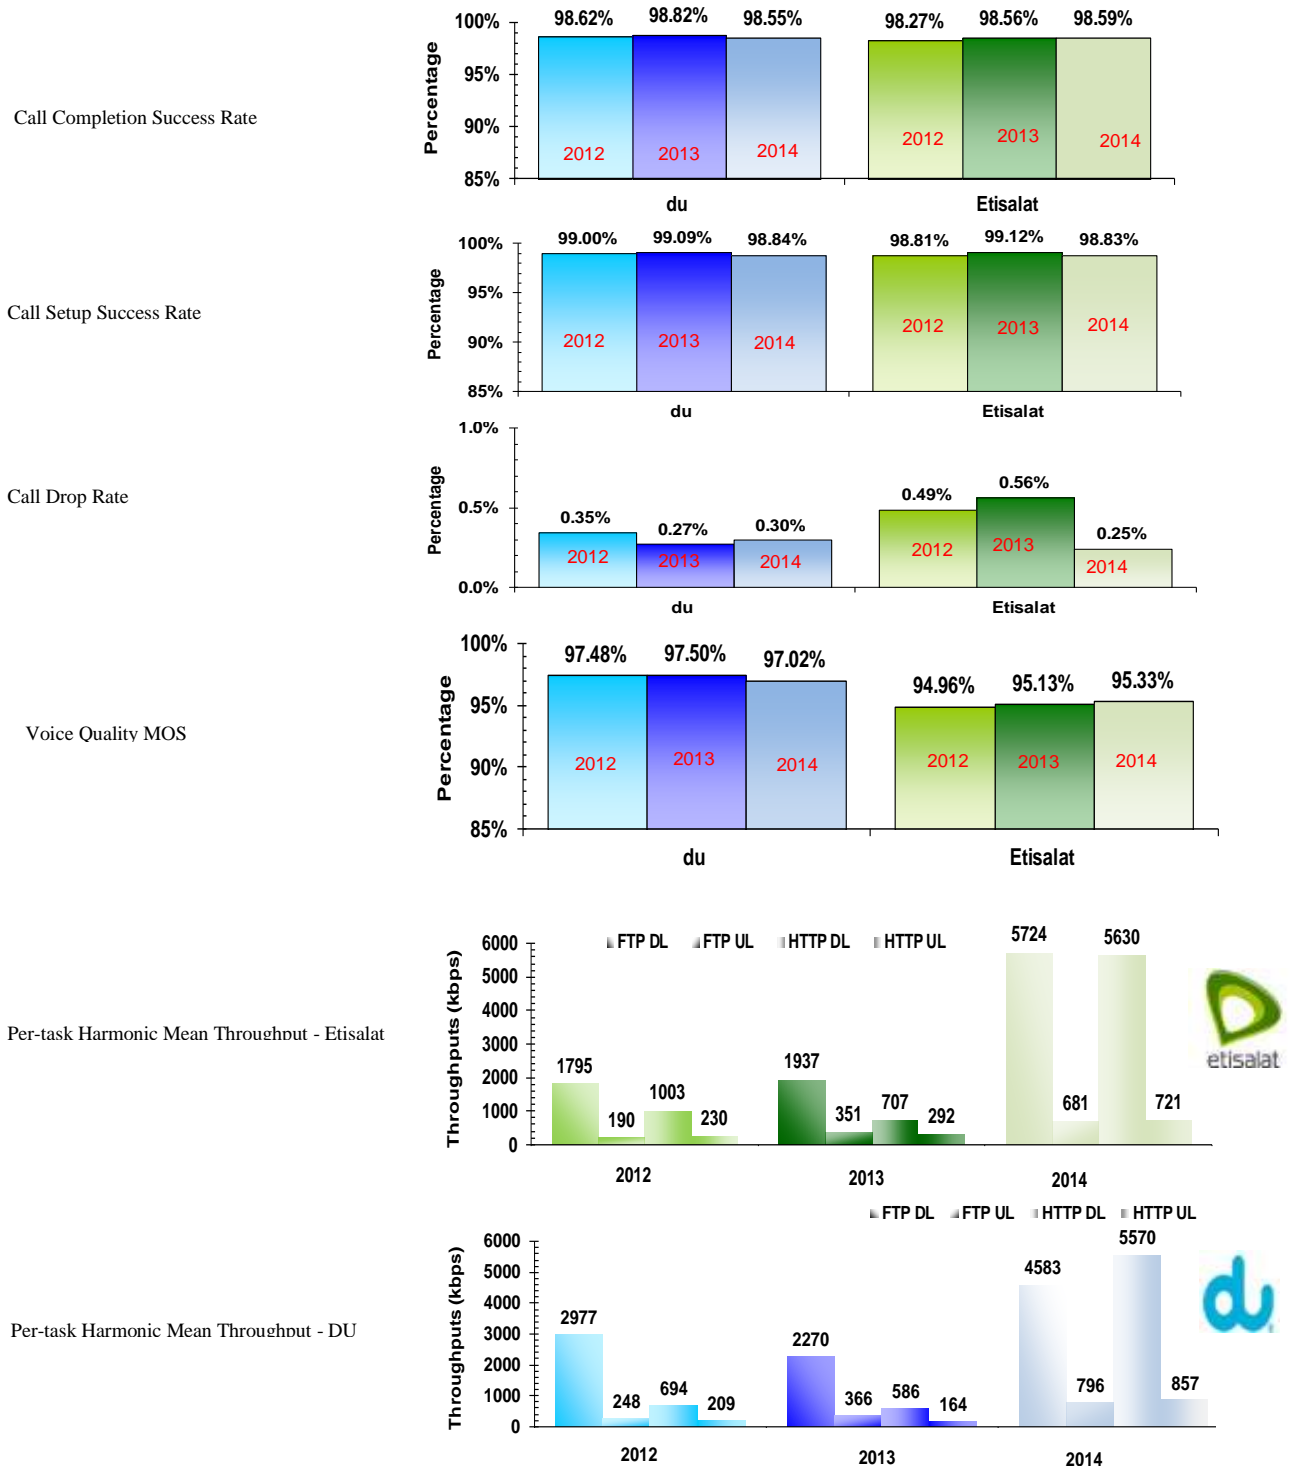 Call Completion Success Rate
Percentage
100%
95%
90%
85%
98.62% 98.82% 98.55% 98.27% 98.56% 98.59%
2012 2013 2014 2012 2013 2014
du Etisalat
Call Setup Success Rate
Percentage
100%
95%
90%
85%
99.00% 99.09% 98.84% 98.81% 99.12% 98.83%
2012 2013 2014 2012 2013 2014
du Etisalat
Call Drop Rate
Percentage
1.0%
0.5%
0.0%
0.35% 0.27% 0.30% 0.49% 0.56% 0.25%
2012 2013 2014 2012 2013 2014
du Etisalat
Voice Quality MOS
Percentage
100%
95%
90%
85%
97.48% 97.50% 97.02% 94.96% 95.13% 95.33%
2012 2013 2014 2012 2013 2014
du Etisalat
Per-task Harmonic Mean Throughput - Etisalat
Throughputs (kbps)
FTP DL FTP UL HTTP DL HTTP UL
6000
5000
4000
3000
2000
1000
0
1795 190 1003 230 1937 351 707 292 5724 681 5630 721
2012 2013 2014
etisalat
Per-task Harmonic Mean Throughput - DU
Throughputs (kbps)
FTP DL FTP UL HTTP DL HTTP UL
6000
5000
4000
3000
2000
1000
0
2977 248 694 209 2270 366 586 164 4583 796 5570 857
2012 2013 2014
du